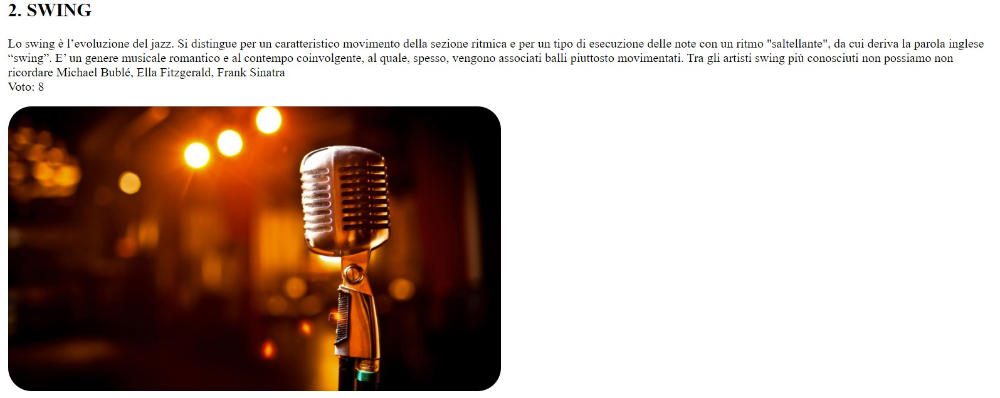 2. SWING
Lo swing è l’evoluzione del jazz. Si distingue per un caratteristico movimento della sezione ritmica e per un tipo di esecuzione delle note con un ritmo "saltellante", da cui deriva la parola inglese
“swing”. E’ un genere musicale romantico e al contempo coinvolgente, al quale, spesso, vengono associati balli piuttosto movimentati. Tra gli artisti swing più conosciuti non possiamo non
ricordare Michael Bublé, Ella Fitzgerald, Frank Sinatra
Voto: 8